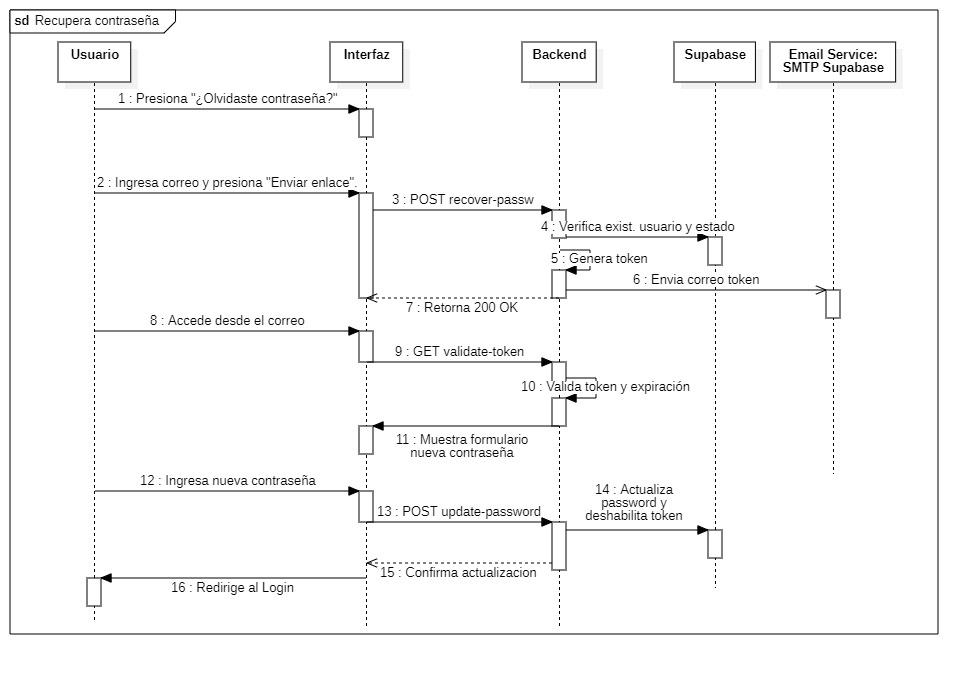 sd Recupera contraseña
Usuario
Interfaz
Backend
Supabase
Email Service:
SMTP Supabase
1 : Presiona "¿Olvidaste contraseña?"
2 : Ingresa correo y presiona "Enviar enlace".
3 : POST recover-passw
4 : Verifica exist. usuario y estado
5 : Genera token
6 : Envia correo token
7 : Retorna 200 OK
8 : Accede desde el correo
9 : GET validate-token
10 : Valida token y expiración
11 : Muestra formulario
nueva contraseña
12 : Ingresa nueva contraseña
13 : POST update-password
14 : Actualiza
password y
deshabilita token
15 : Confirma actualizacion
16 : Redirige al Login